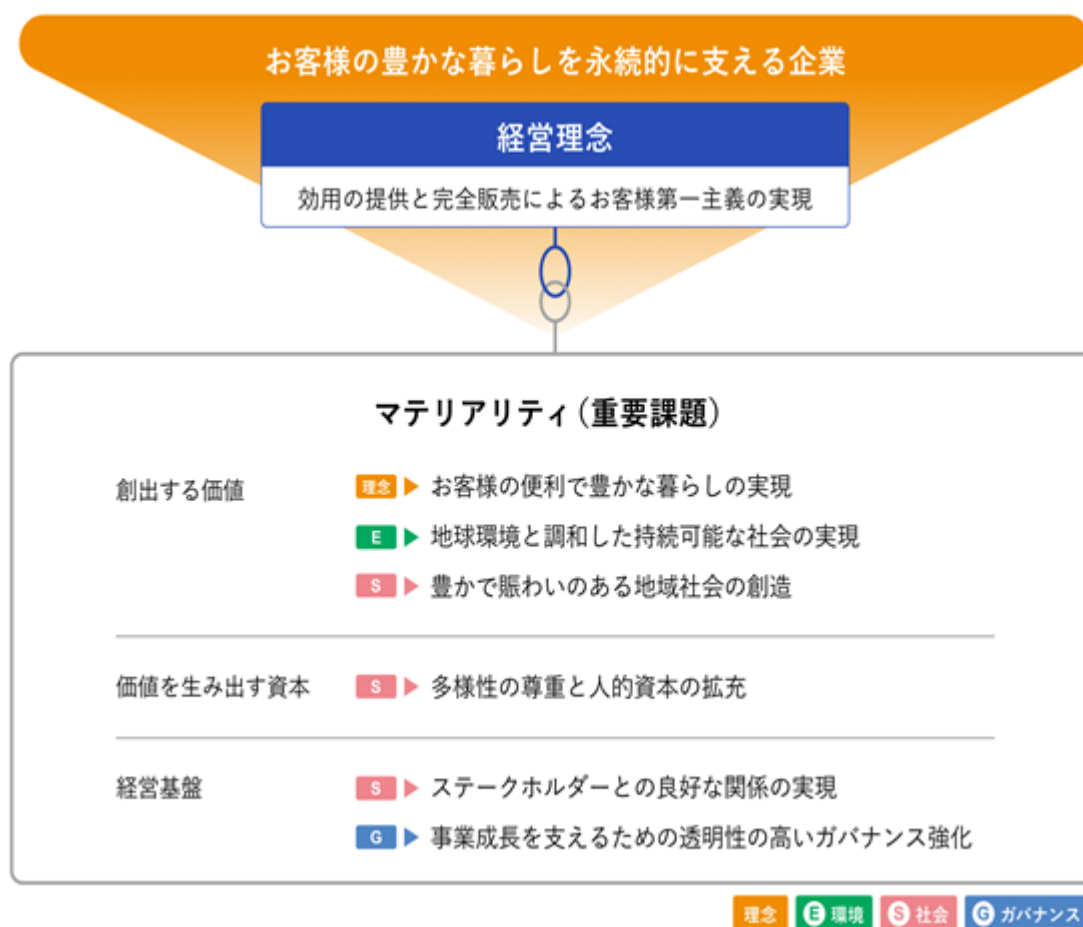 お客様の豊かな暮らしを永続的に支える企業
経営理念
効用の提供と完全販売によるお客様第一主義の実現
マテリアリティ（重要課題）
創出する価値
理念 お客様の便利で豊かな暮らしの実現
E 地球環境と調和した持続可能な社会の実現
S 豊かで賑わいのある地域社会の創造
価値を生み出す資本 S 多様性の尊重と人的資本の拡充
経営基盤
S ステークホルダーとの良好な関係の実現
G 事業成長を支えるための透明性の高いガバナンス強化
理念 E 環境 S 社会 G ガバナンス